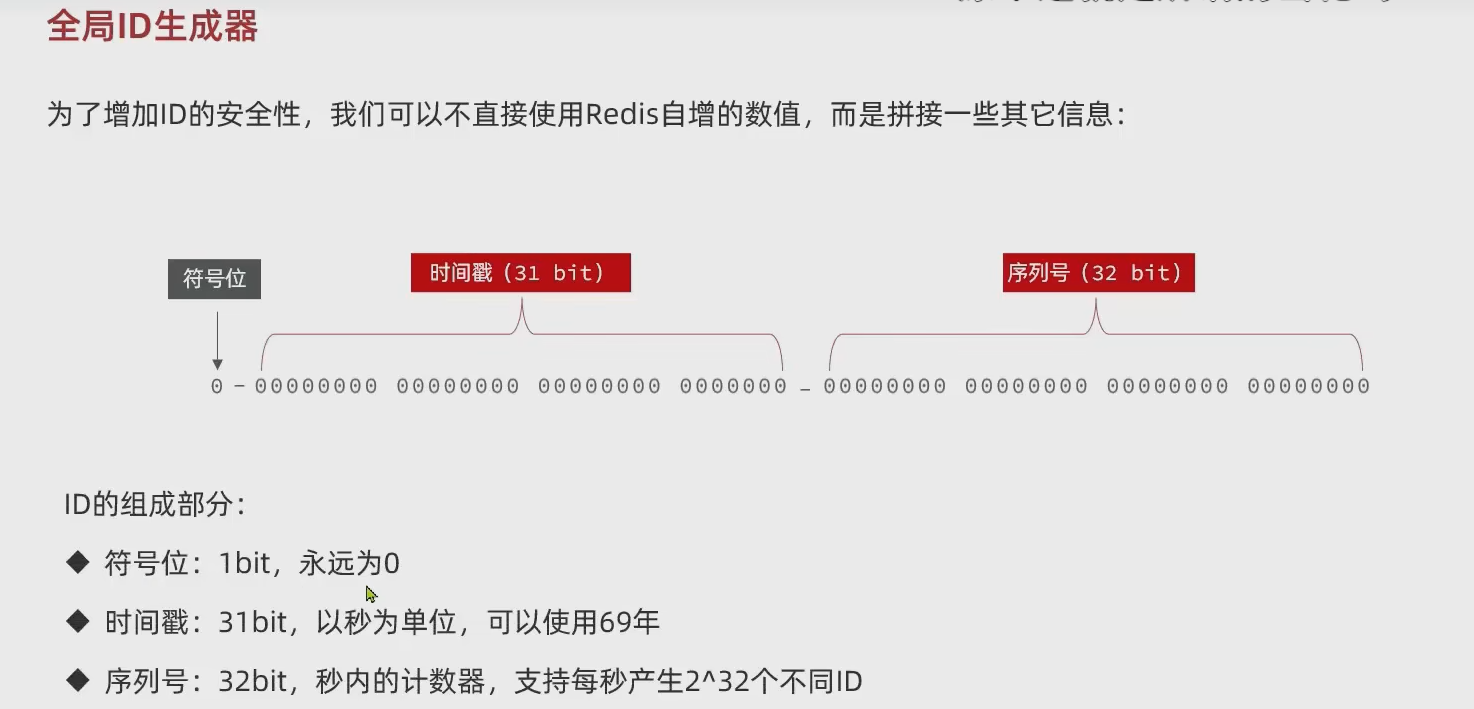 全局ID生成器
为了增加ID的安全性，我们可以不直接使用Redis自增的数值，而是拼接一些其它信息：
符号位 时间戳（31 bit） 序列号（32 bit）
0 - 00000000 00000000 00000000 0000000 - 00000000 00000000 00000000 00000000
ID的组成部分：
◆ 符号位：1bit，永远为0
◆ 时间戳：31bit，以秒为单位，可以使用69年
◆ 序列号：32bit，秒内的计数器，支持每秒产生2^32个不同ID